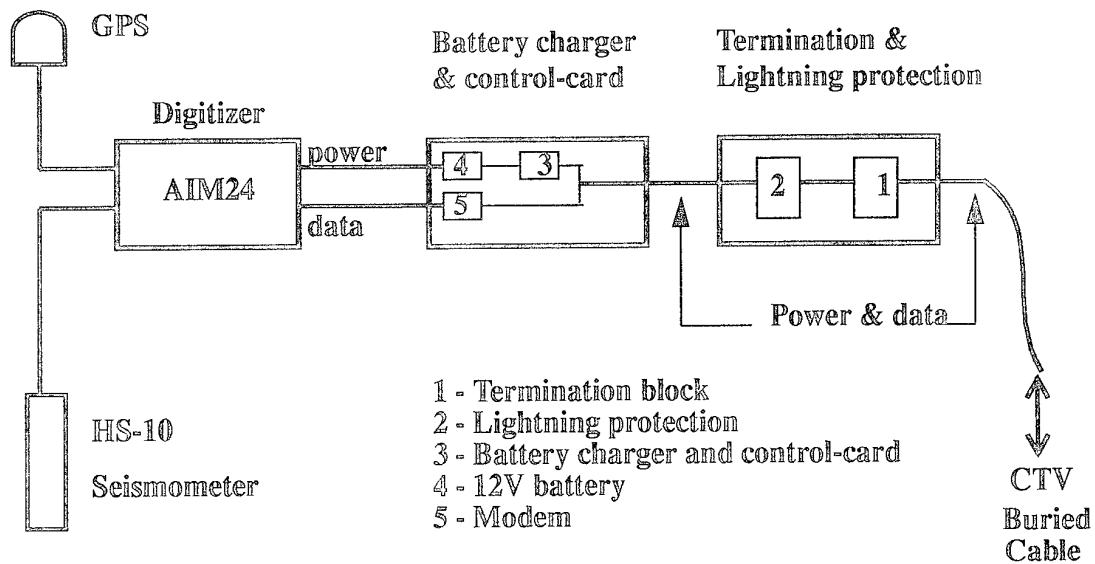 GPS
Battery charger
& control-card
Termination &
Lightning protection
Digitizer
AIM24
power
data
4
3
5
2
1
Power & data
HS-10
Seismometer
1 - Termination block
2 - Lightning protection
3 - Battery charger and control-card
4 - 12V battery
5 - Modem
CTV
Buried
Cable